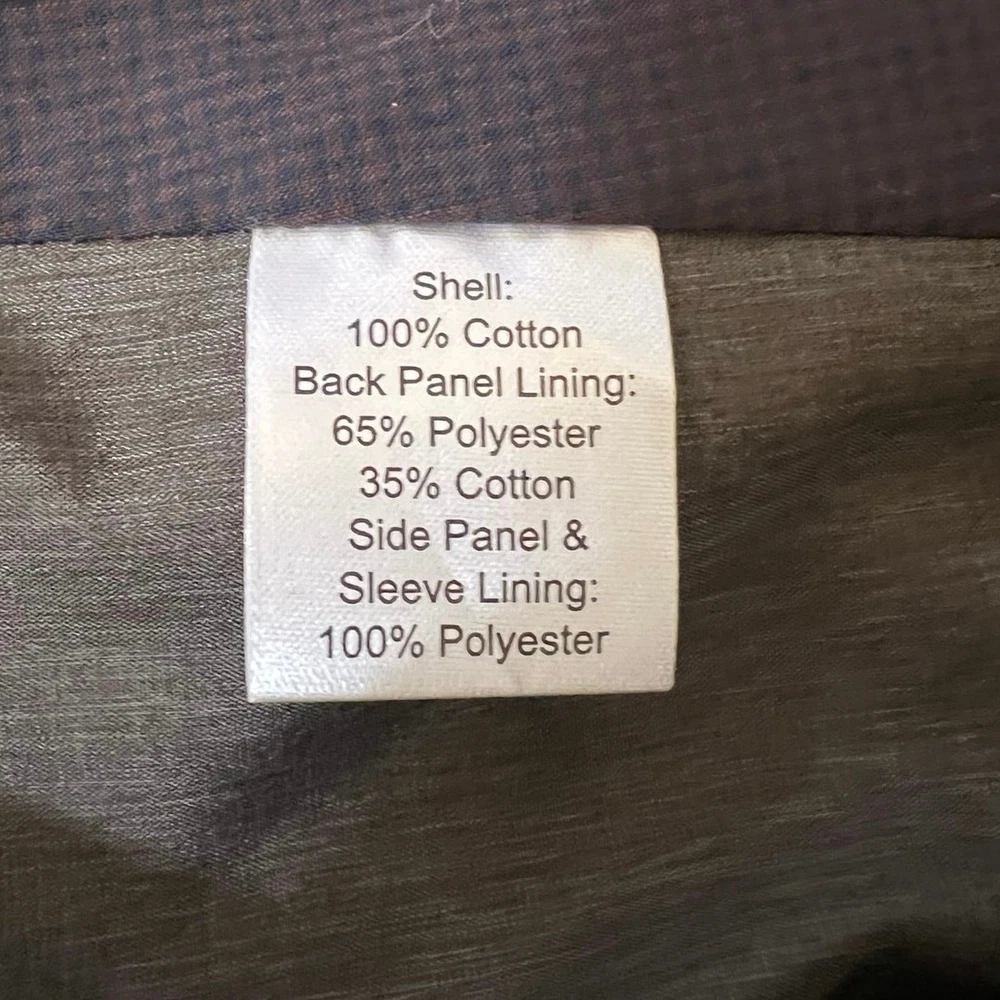 Shell:
100% Cotton
Back Panel Lining:
65% Polyester
35% Cotton
Side Panel &
Sleeve Lining:
100% Polyester